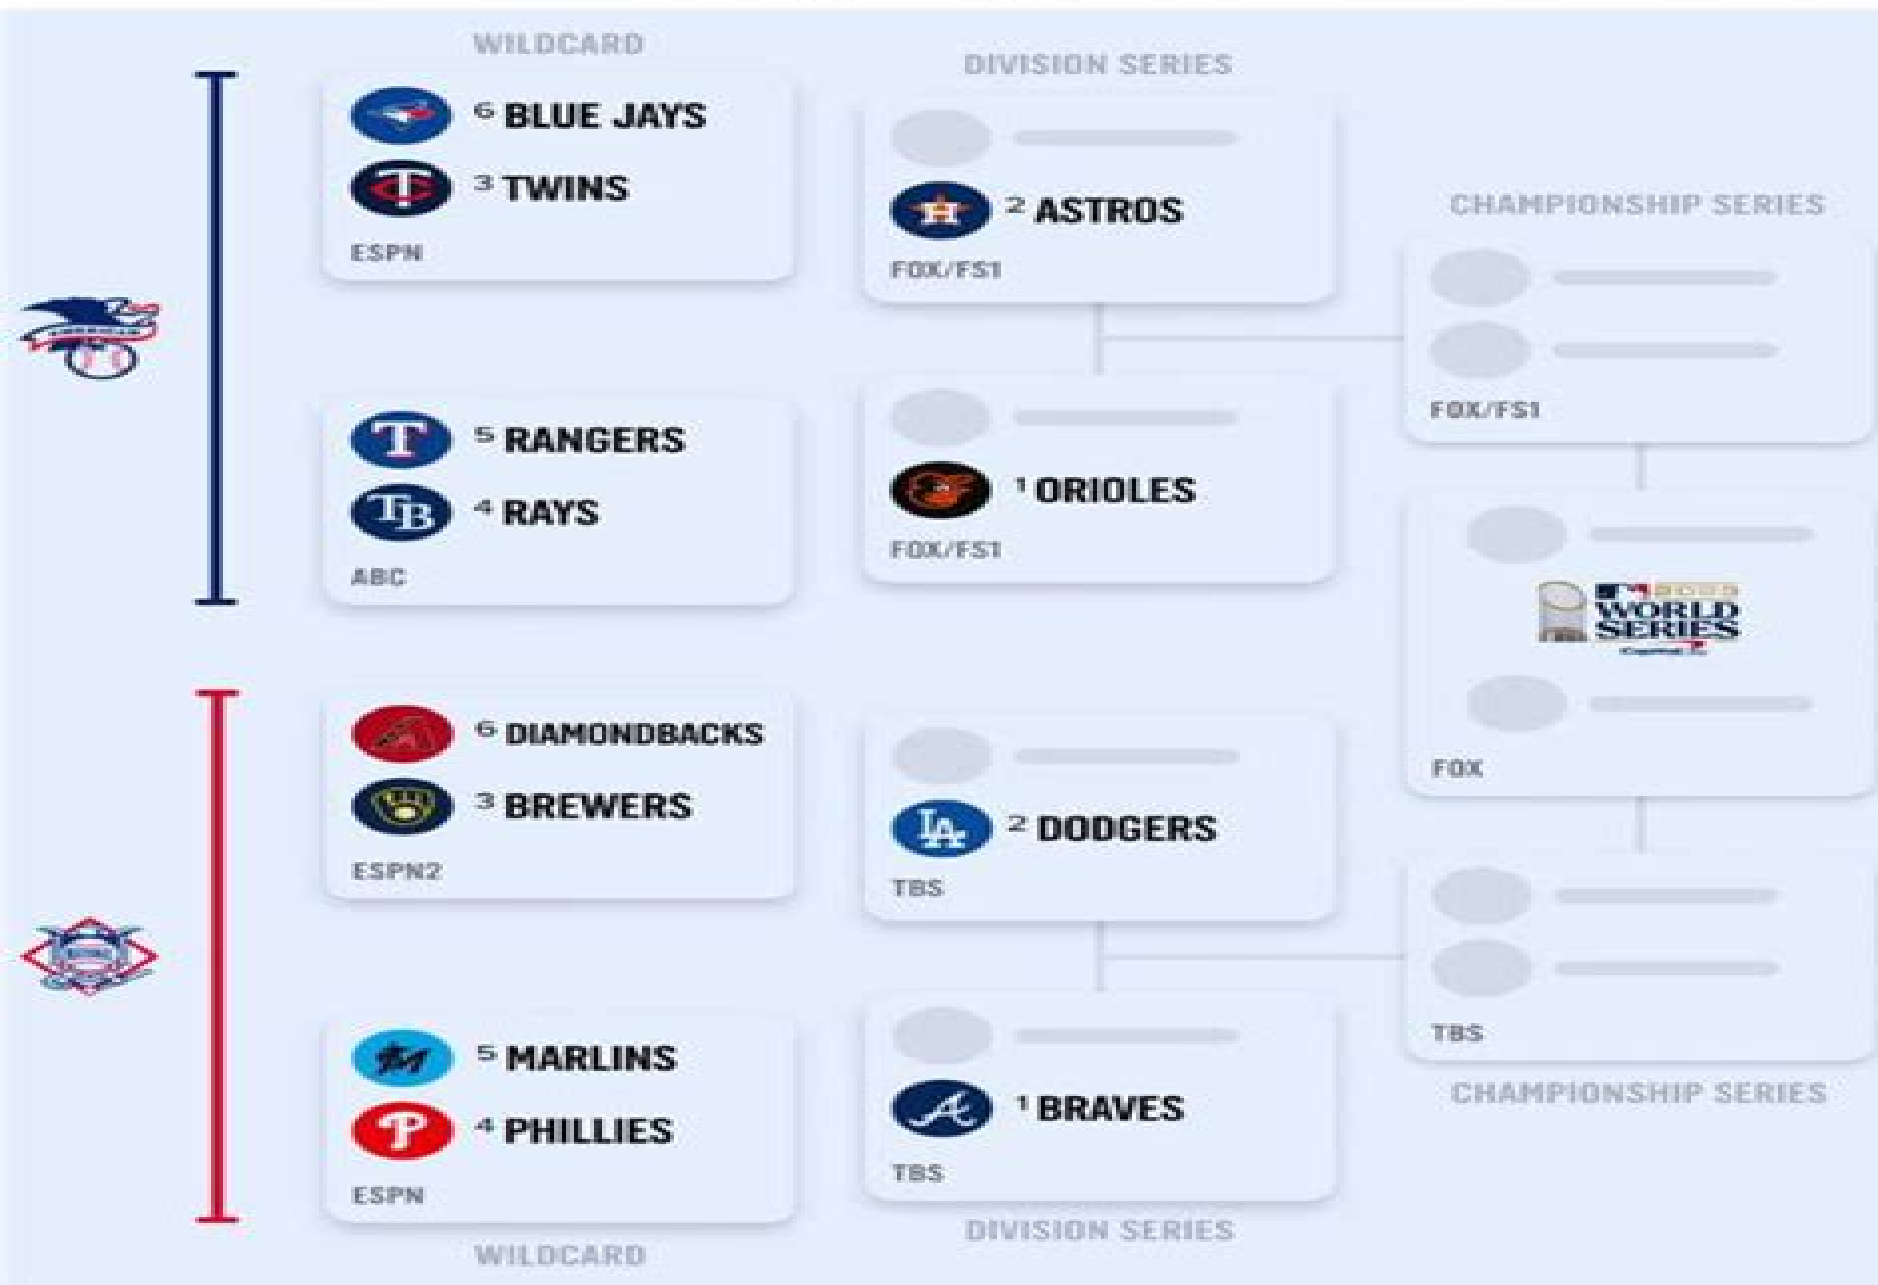 WILDCARD
6 BLUE JAYS
3 TWINS
ESPN
5 RANGERS
4 RAYS
ABC
6 DIAMONDBACKS
3 BREWERS
ESPN2
5 MARLINS
4 PHILLIES
ESPN
WILDCARD
DIVISION SERIES
2 ASTROS
FOX/FS1
1 ORIOLES
FOX/FS1
2 DODGERS
TBS
1 BRAVES
TBS
DIVISION SERIES
CHAMPIONSHIP SERIES
FOX/FS1
WORLD
SERIES
FOX
TBS
CHAMPIONSHIP SERIES